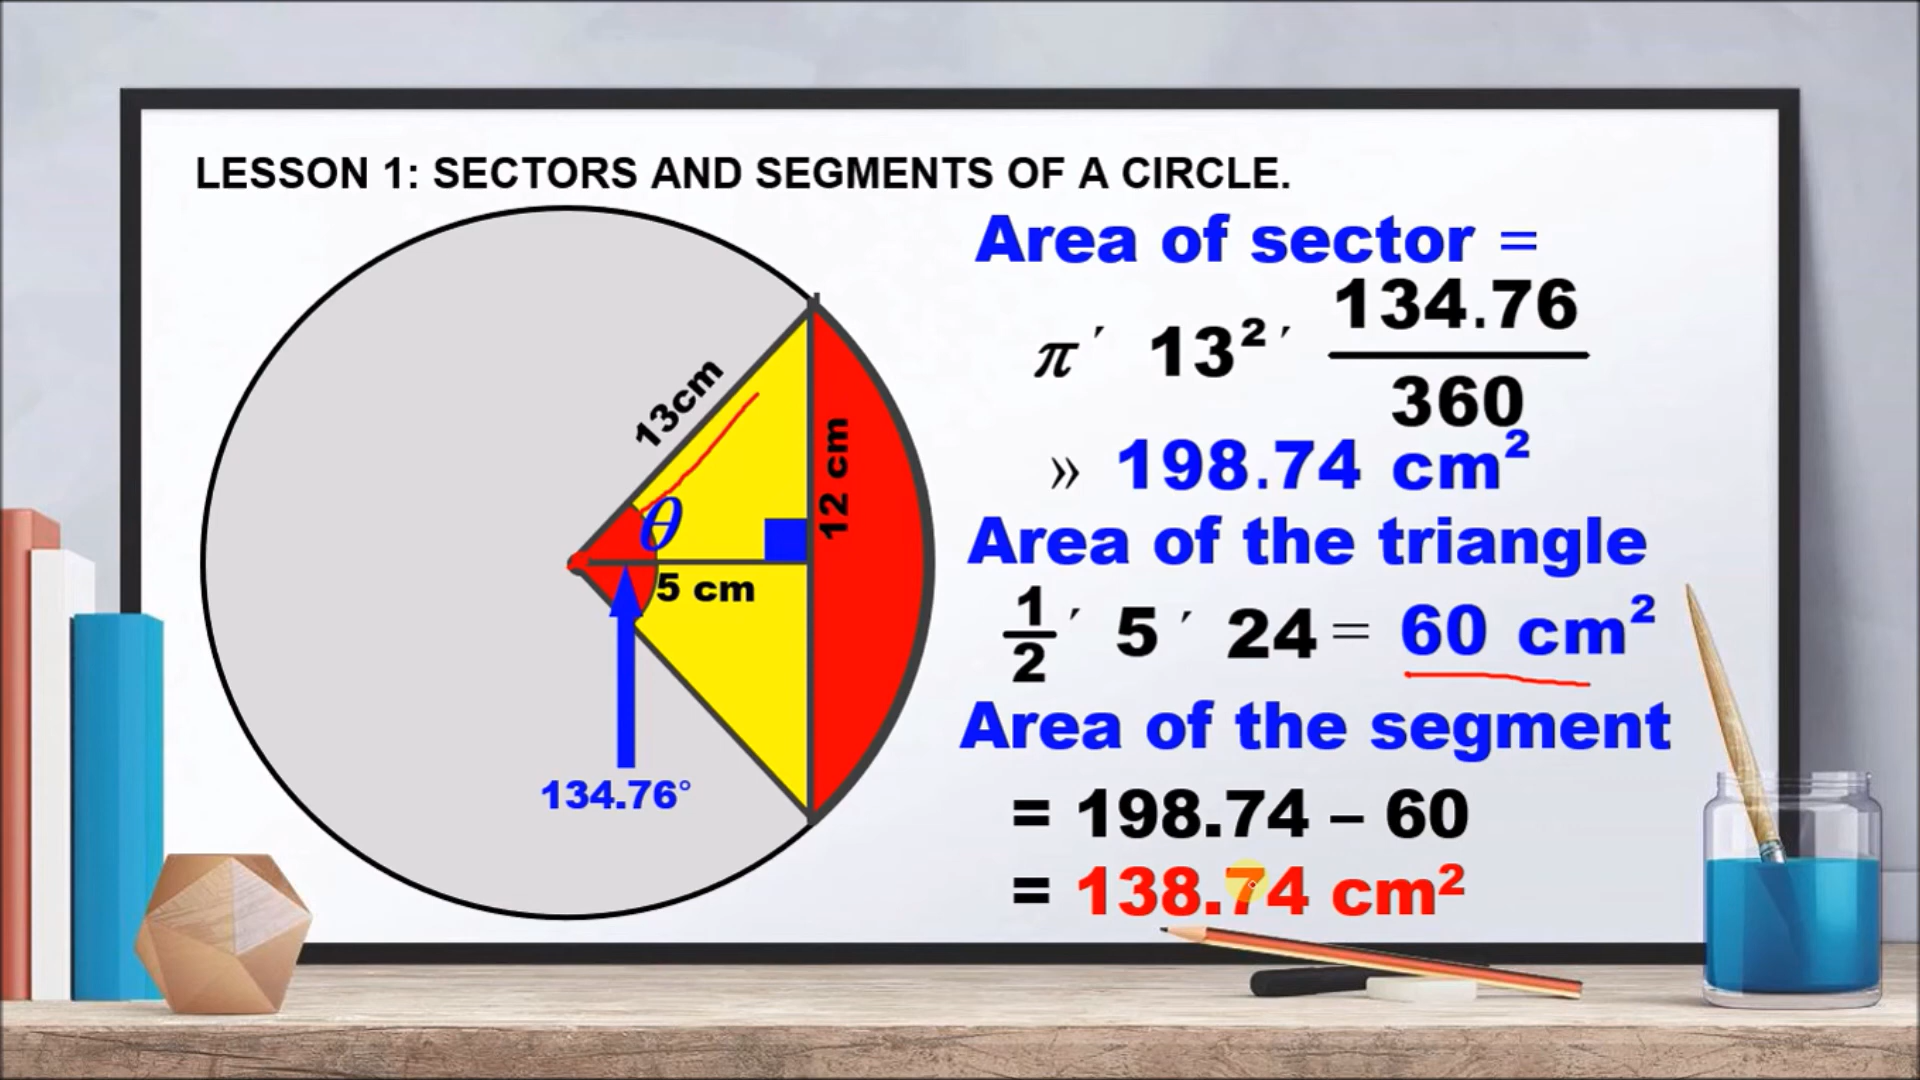 LESSON 1: SECTORS AND SEGMENTS OF A CIRCLE.
Area of sector =
π ′ 13² ′ 134.76/360
» 198.74 cm²
Area of the triangle
1/2 ′ 5 ′ 24 = 60 cm²
Area of the segment
= 198.74 – 60
= 138.74 cm²
13cm
12 cm
θ
5 cm
134.76°